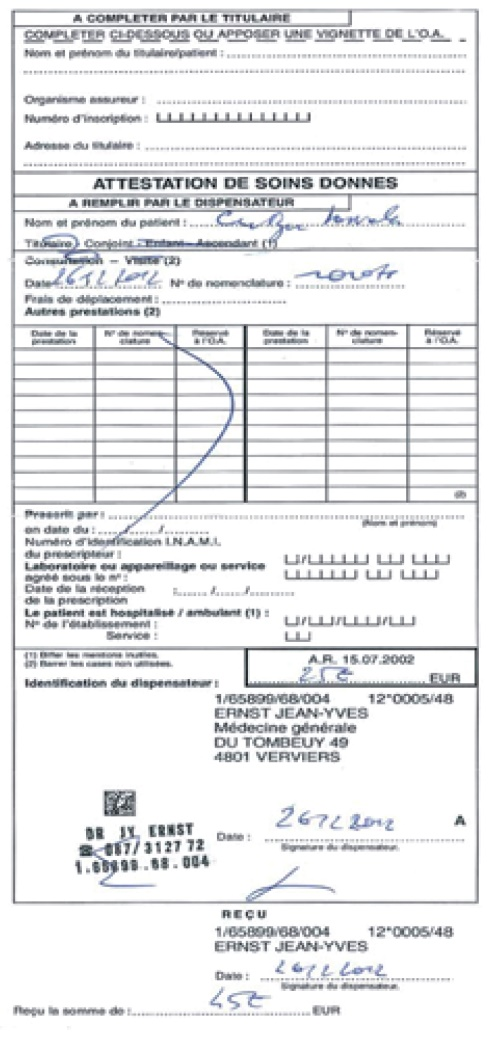 A COMPLETER PAR LE TITULAIRE
COMPLETER CI-DESSOUS OU APPOSER UNE VIGNETTE DE L'O.A.
Nom et prénom du titulaire/patient :
Organisme assureur :
Numéro d'inscription :
Adresse du titulaire :
ATTESTATION DE SOINS DONNES
A REMPLIR PAR LE DISPENSATEUR
Nom et prénom du patient :
Titulaire Conjoint - Enfant - Ascendant (1)
Consultation - Visite (2)
Date 26 12 2012 N° de nomenclature :
Frais de déplacement :
Autres prestations (2)
Date de la prestation N° de nomen-clature Réservé à l'O.A. Date de la prestation N° de nomen-clature Réservé à l'O.A.
(2)
Prescrit par :
(Nom et prénom)
en date du : / /
Numéro d'identification I.N.A.M.I.
du prescripteur :
Laboratoire ou appareillage ou service
agréé sous le n° :
Date de la réception : / /
de la prescription
Le patient est hospitalisé / ambulant (1) :
N° de l'établissement :
Service :
(1) Biffer les mentions inutiles.
(2) Barrer les cases non utilisées.
A.R. 15.07.2002
25€ EUR
Identification du dispensateur :
1/65899/68/004 12*0005/48
ERNST JEAN-YVES
Médecine générale
DU TOMBEUY 49
4801 VERVIERS
DR JY. ERNST
☎ 087/3127 72
1.65899.68.004
Date : 26 12 2012 A
Signature du dispensateur.
REÇU
1/65899/68/004 12*0005/48
ERNST JEAN-YVES
Date : 26 12 2012
Signature du dispensateur.
Reçu la somme de : EUR